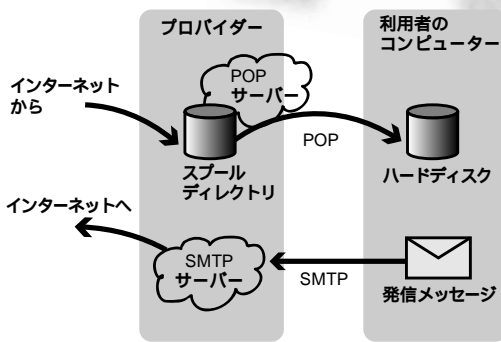 プロバイダー
利用者の
コンピューター
インターネット
から
POP
サーバー
POP
スプール
ディレクトリ
ハードディスク
インターネットへ
SMTP
サーバー
SMTP
発信メッセージ